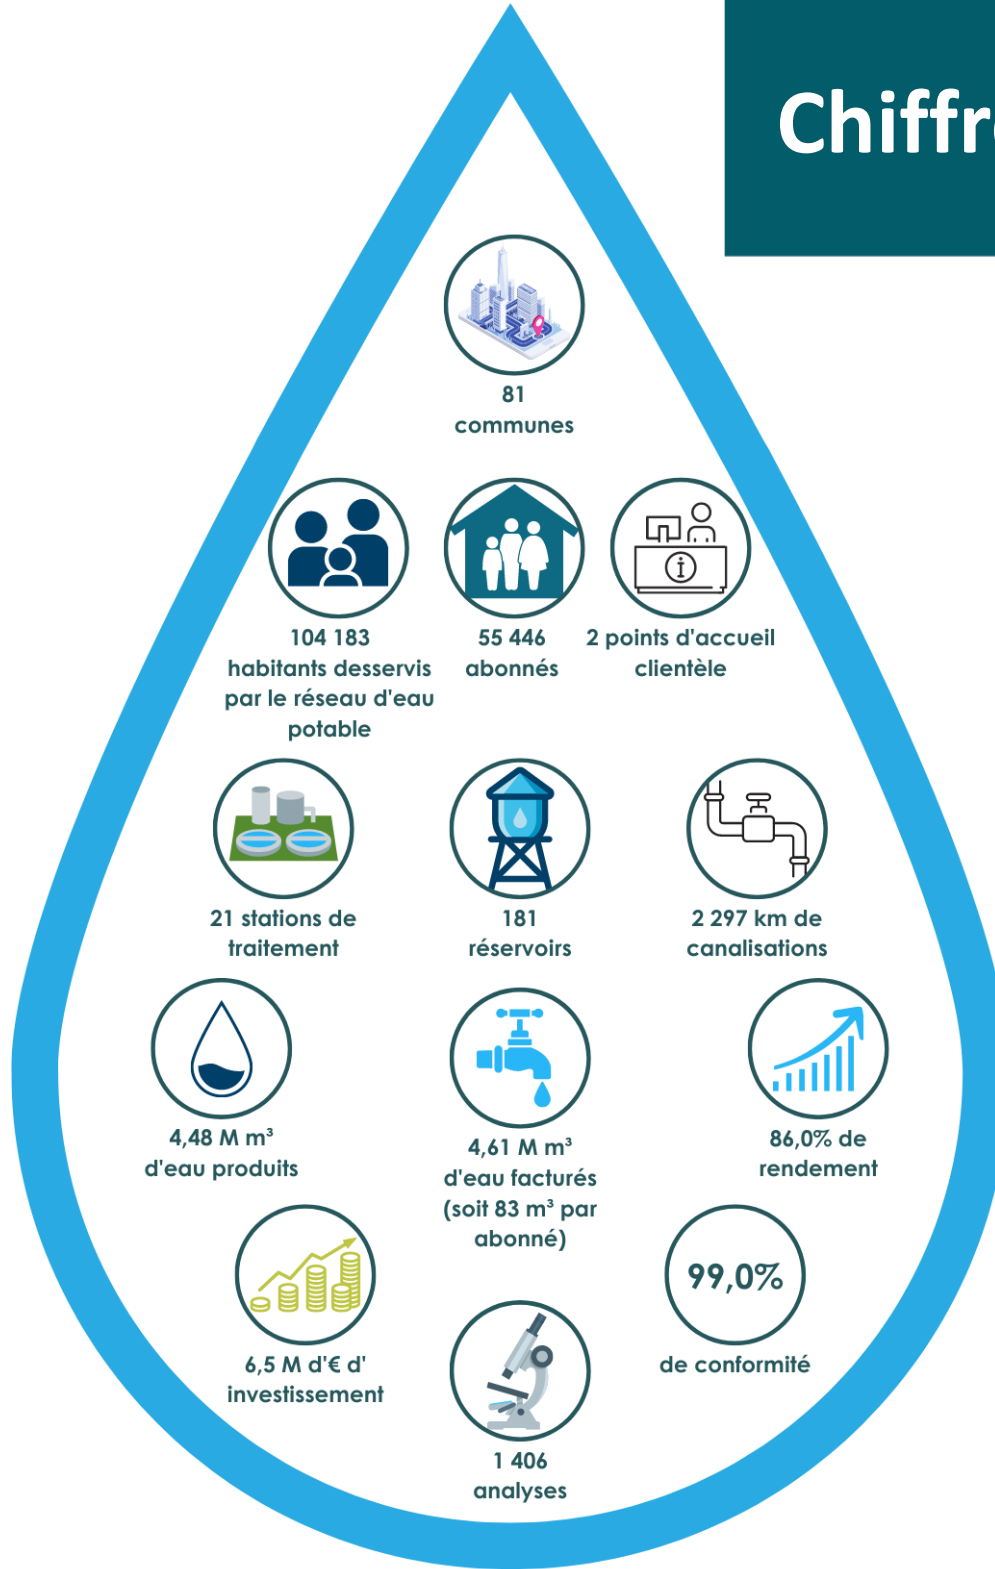 Chiffr
81
communes
104 183
habitants desservis
par le réseau d'eau
potable
55 446
abonnés
2 points d'accueil
clientèle
21 stations de
traitement
181
réservoirs
2 297 km de
canalisations
4,48 M m³
d'eau produits
4,61 M m³
d'eau facturés
(soit 83 m³ par
abonné)
86,0% de
rendement
6,5 M d'€ d'
investissement
99,0%
de conformité
1 406
analyses